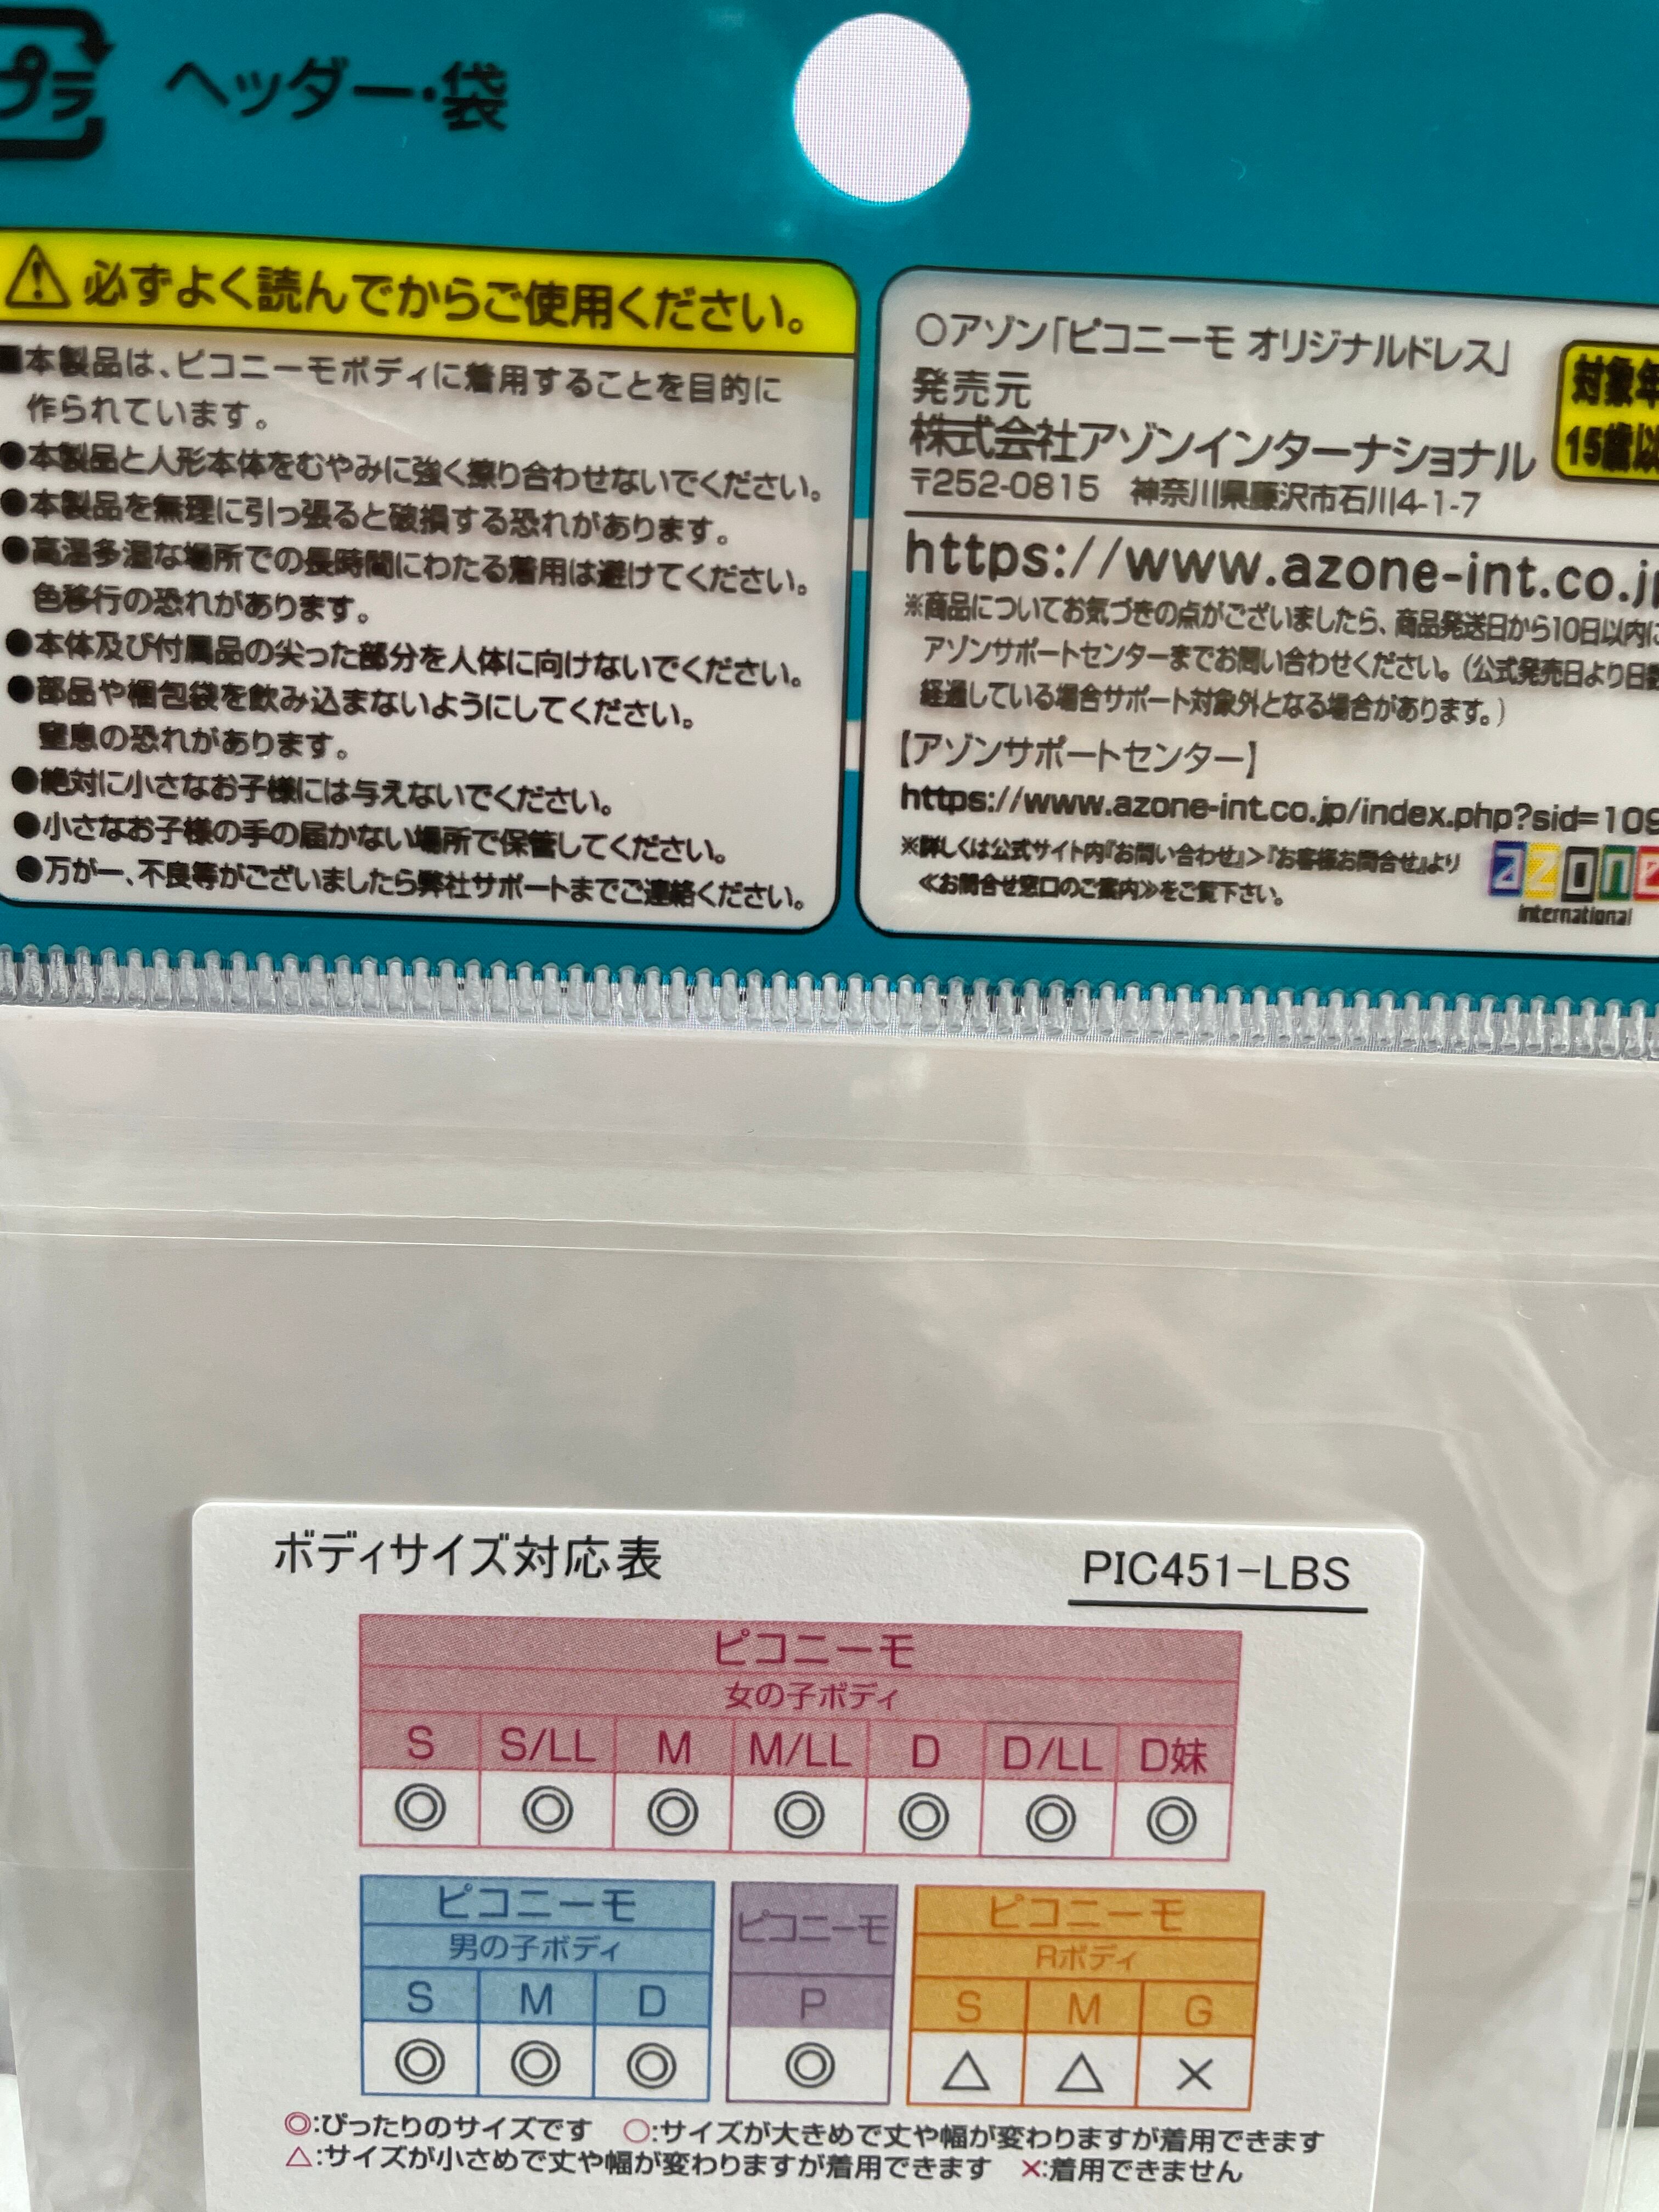 プラ ヘッダー・袋
必ずよく読んでからご使用ください。
■本製品は、ピコニーモボディに着用することを目的に
作られています。
●本製品と人形本体をむやみに強く擦り合わせないでください。
●本製品を無理に引っ張ると破損する恐れがあります。
●高温多湿な場所での長時間にわたる着用は避けてください。
色移行の恐れがあります。
●本体及び付属品の尖った部分を人体に向けないでください。
●部品や梱包袋を飲み込まないようにしてください。
窒息の恐れがあります。
●絶対に小さなお子様には与えないでください。
●小さなお子様の手の届かない場所で保管してください。
●万が一、不良等がございましたら弊社サポートまでご連絡ください。
○アゾン「ピコニーモ オリジナルドレス」
発売元
株式会社アゾンインターナショナル
〒252-0815 神奈川県藤沢市石川4-1-7
対象年
15歳以
https://www.azone-int.co.j
※商品についてお気づきの点がございましたら、商品発送日から10日以内に
アゾンサポートセンターまでお問い合わせください。(公式発売日より日数
経過している場合サポート対象外となる場合があります。)
【アゾンサポートセンター】
https://www.azone-int.co.jp/index.php?sid=109
※詳しくは公式サイト内『お問い合わせ』>『お客様お問合せ』より
≪お問合せ窓口のご案内≫をご覧下さい。
azone
international
ボディサイズ対応表 PIC451-LBS
ピコニーモ
女の子ボディ
S S/LL M M/LL D D/LL D妹
◎ ◎ ◎ ◎ ◎ ◎ ◎
ピコニーモ
男の子ボディ
S M D
◎ ◎ ◎
ピコニーモ
P
◎
ピコニーモ
Rボディ
S M G
△ △ ×
◎:ぴったりのサイズです ○:サイズが大きめで丈や幅が変わりますが着用できます
△:サイズが小さめで丈や幅が変わりますが着用できます ×:着用できません